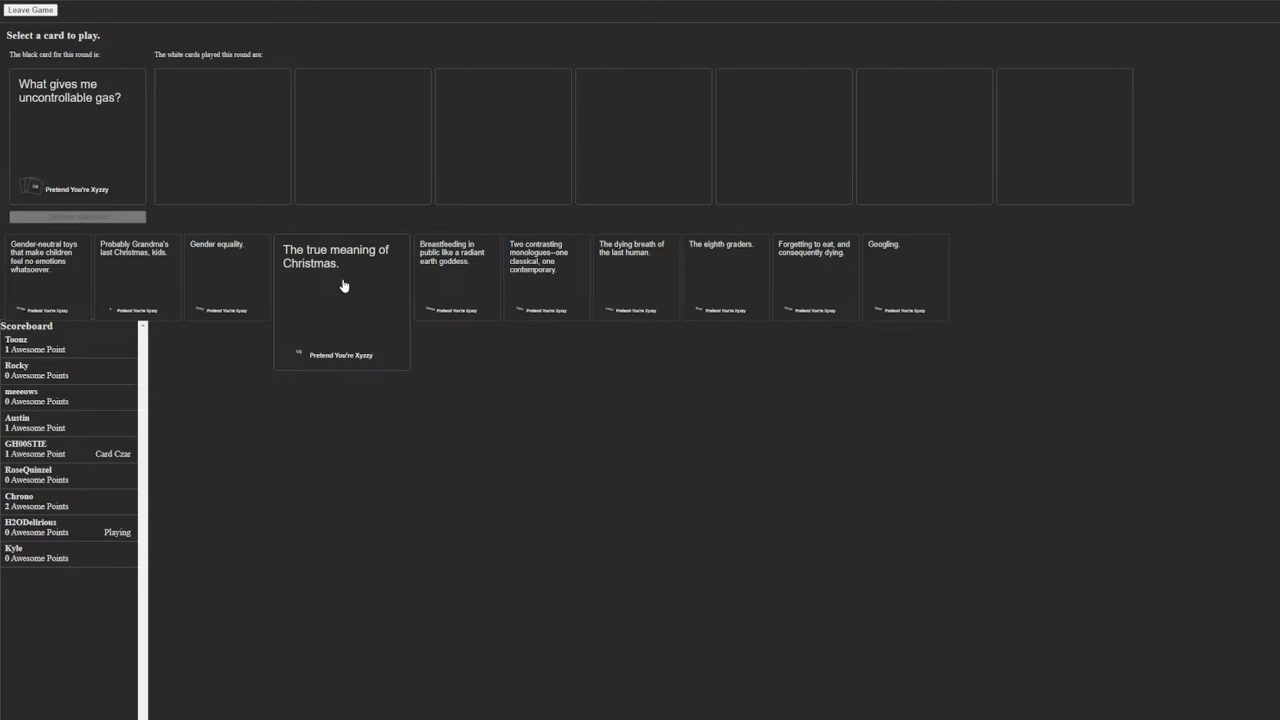 Leave Game
Select a card to play.
The black card for this round is:
The white cards played this round are:
What gives me
uncontrollable gas?
Pretend You're Xyzzy
Gender-neutral toys
that make children
feel no emotions
whatsoever.
Pretend You're Xyzzy
Probably Grandma's
last Christmas, kids.
Pretend You're Xyzzy
Gender equality.
Pretend You're Xyzzy
The true meaning of
Christmas.
Pretend You're Xyzzy
Breastfeeding in
public like a radiant
earth goddess.
Pretend You're Xyzzy
Two contrasting
monologues—one
classical, one
contemporary.
Pretend You're Xyzzy
The dying breath of
the last human.
Pretend You're Xyzzy
The eighth graders.
Pretend You're Xyzzy
Forgetting to eat, and
consequently dying.
Pretend You're Xyzzy
Googling.
Pretend You're Xyzzy
Scoreboard
Toonz
1 Awesome Point
Rocky
0 Awesome Points
meeeows
0 Awesome Points
Austin
1 Awesome Point
GH00STIE
1 Awesome Point Card Czar
RoseQuinzel
0 Awesome Points
Chrono
2 Awesome Points
H2ODelirious
0 Awesome Points Playing
Kyle
0 Awesome Points